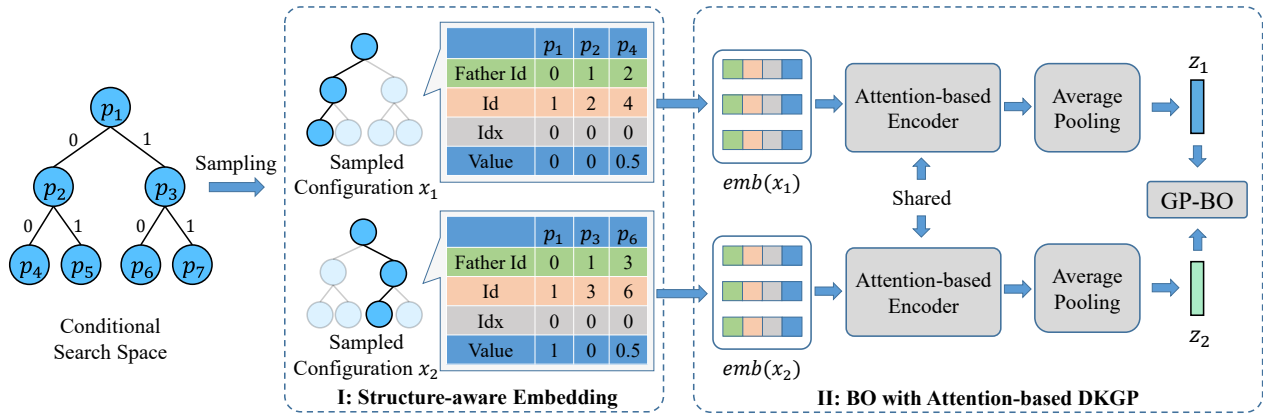 p₁
0 1
p₂ p₃
0 1 0 1
p₄ p₅ p₆ p₇
Conditional
Search Space
Sampling
Sampled
Configuration x₁
p₁ p₂ p₄
Father Id 0 1 2
Id 1 2 4
Idx 0 0 0
Value 0 0 0.5
Sampled
Configuration x₂
p₁ p₃ p₆
Father Id 0 1 3
Id 1 3 6
Idx 0 0 0
Value 1 0 0.5
I: Structure-aware Embedding
emb(x₁)
Attention-based
Encoder
Average
Pooling
z₁
Shared
GP-BO
emb(x₂)
Attention-based
Encoder
Average
Pooling
z₂
II: BO with Attention-based DKGP